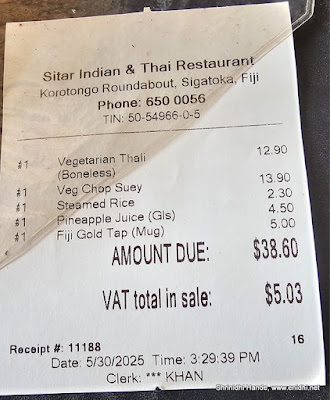 Sitar Indian & Thai Restaurant
Korotongo Roundabout, Sigatoka, Fiji
Phone: 650 0056
TIN: 50-54966-0-5
#1 Vegetarian Thali 12.90
(Boneless)
#1 Veg Chop Suey 13.90
#1 Steamed Rice 2.30
#1 Pineapple Juice (Gls) 4.50
#1 Fiji Gold Tap (Mug) 5.00
AMOUNT DUE: $38.60
VAT total in sale: $5.03
Receipt #: 11188 16
Date: 5/30/2025 Time: 3:29:39 PM
Clerk: *** KHAN
Shrinidhi Hande, www.enidhi.net